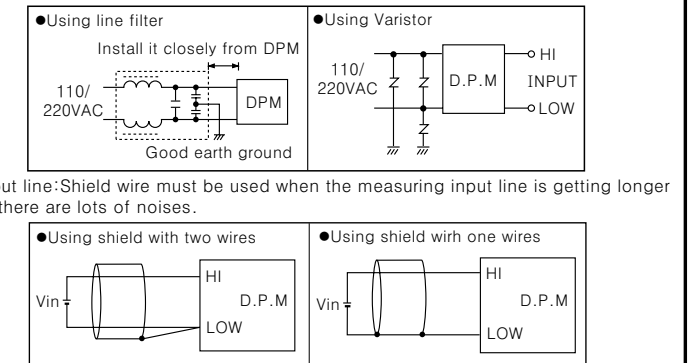 ●Using line filter
Install it closely from DPM
110/
220VAC
DPM
Good earth ground
●Using Varistor
110/
220VAC
D.P.M
HI
INPUT
LOW
line:Shield wire must be used when the measuring input line is getting longer
there are lots of noises.
●Using shield with two wires
Vin
HI
D.P.M
LOW
●Using shield wirh one wires
Vin
HI
D.P.M
LOW